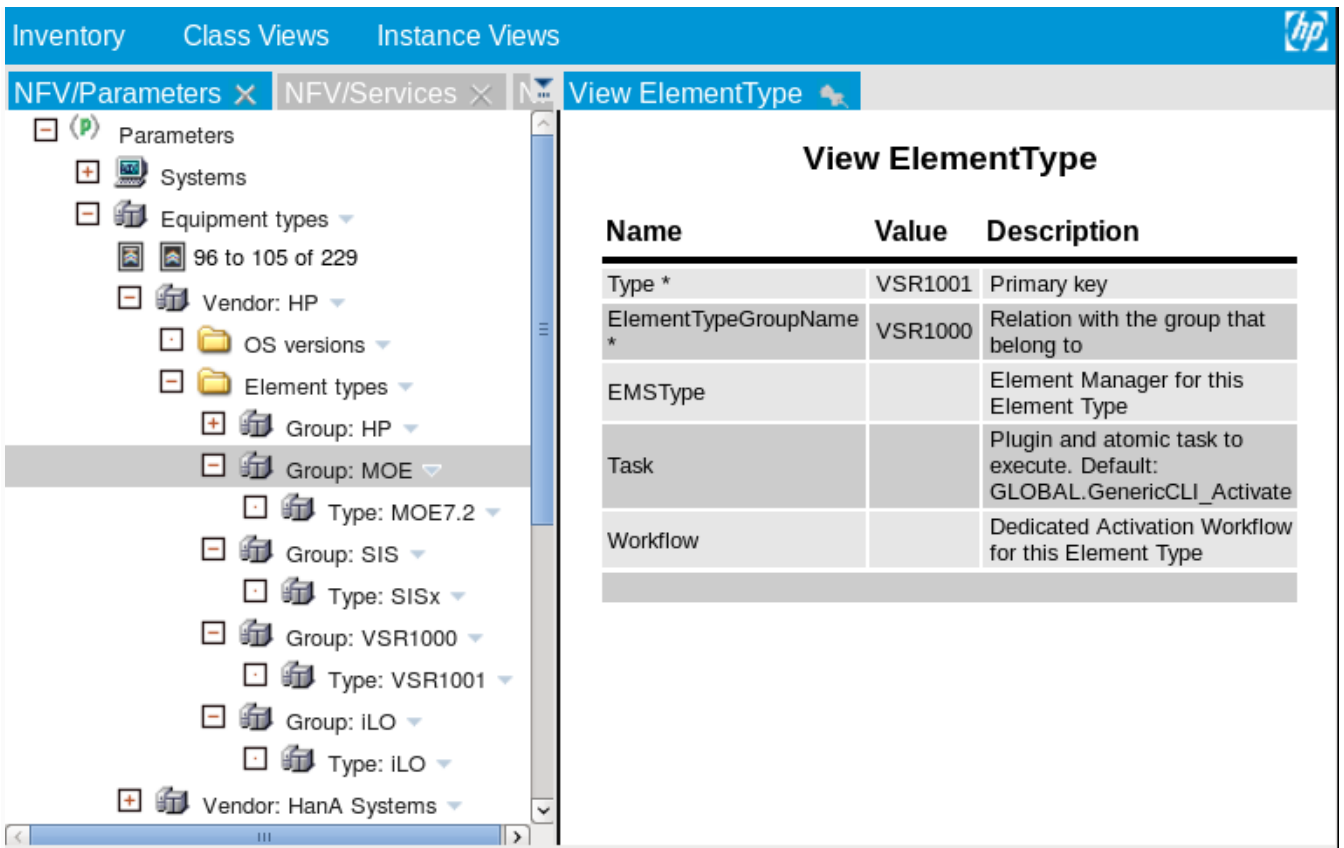 Inventory Class Views Instance Views
hp
NFV/Parameters NFV/Services View ElementType
(P) Parameters
Systems
Equipment types
96 to 105 of 229
Vendor: HP
OS versions
Element types
Group: HP
Group: MOE
Type: MOE7.2
Group: SIS
Type: SISx
Group: VSR1000
Type: VSR1001
Group: iLO
Type: iLO
Vendor: HanA Systems
View ElementType
Name Value Description
Type * VSR1001 Primary key
ElementTypeGroupName
*
VSR1000
Relation with the group that
belong to
EMSType
Element Manager for this
Element Type
Task
Plugin and atomic task to
execute. Default:
GLOBAL.GenericCLI_Activate
Workflow
Dedicated Activation Workflow
for this Element Type